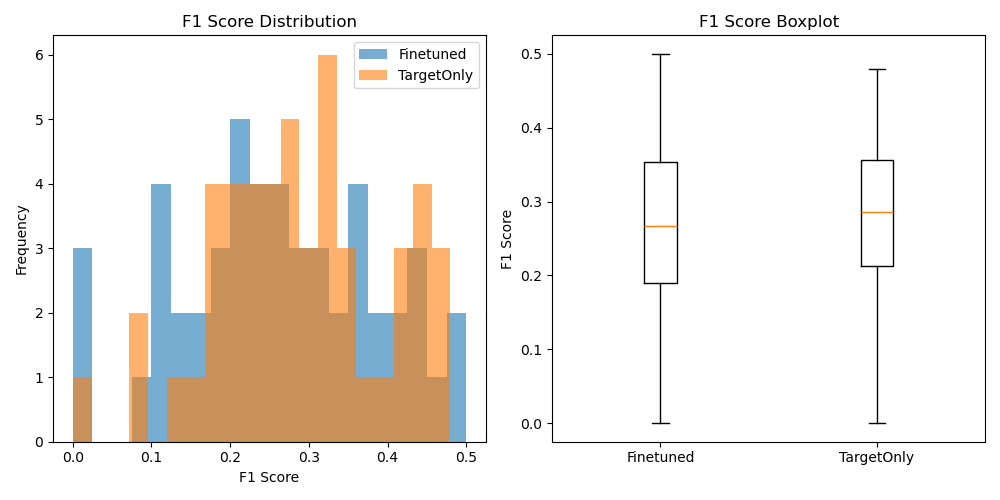 F1 Score Distribution
Finetuned
TargetOnly
6
5
4
3
2
1
0
Frequency
0.0 0.1 0.2 0.3 0.4 0.5
F1 Score
F1 Score Boxplot
0.5
0.4
0.3
0.2
0.1
0.0
F1 Score
Finetuned TargetOnly